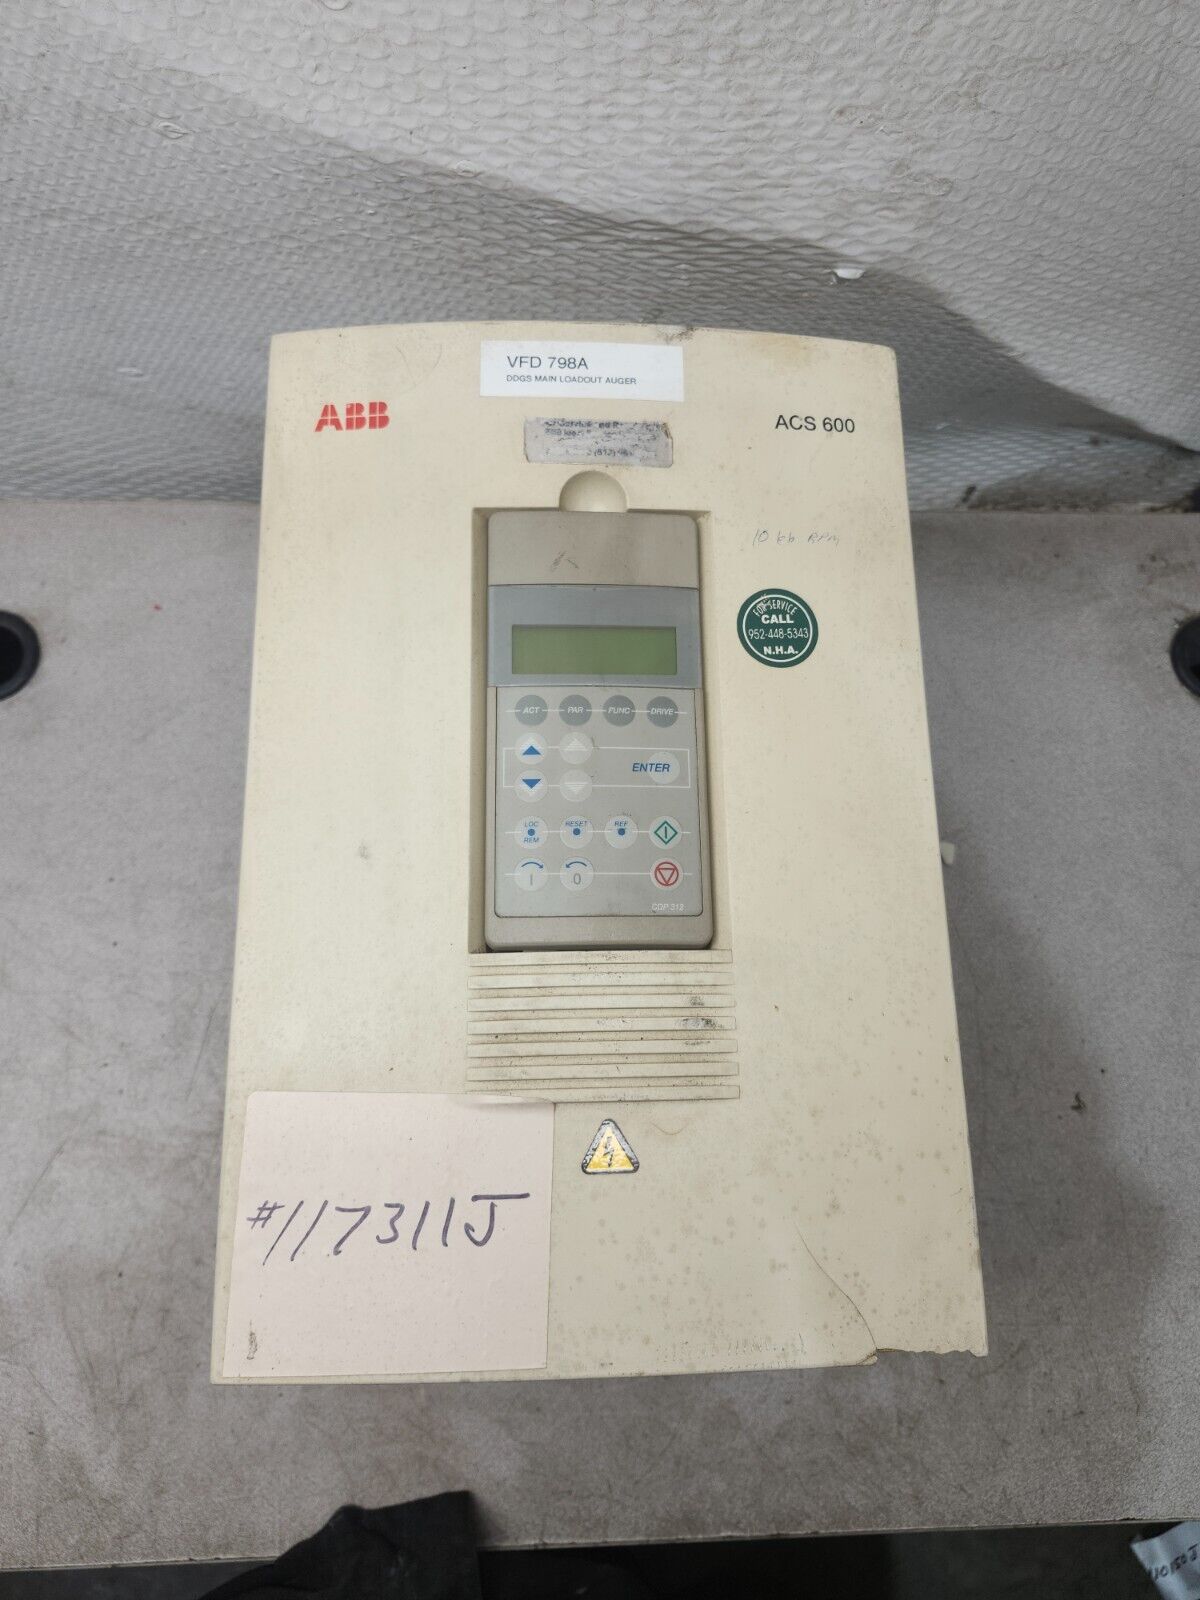 VFD 798A
DDGS MAIN LOADOUT AUGER
ABB
ACS 600
10 RPM
FOR SERVICE
CALL
952-448-5343
N.H.A.
ACT PAR FUNC DRIVE
ENTER
LOC RESET REF
REM
I 0
CDP 312
#117311J